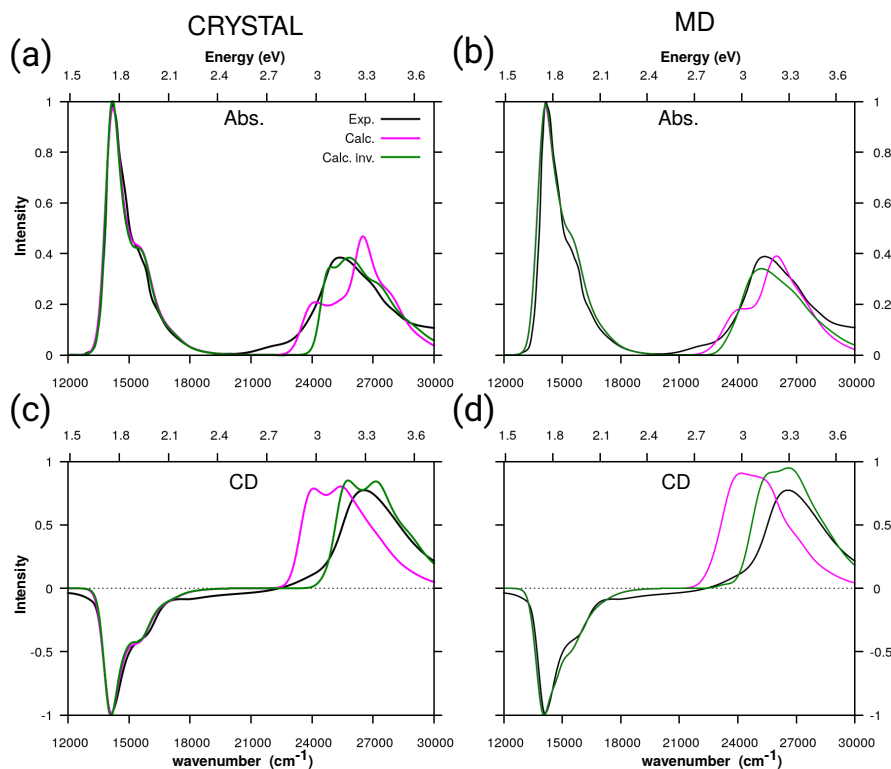 CRYSTAL
MD
(a)
Energy (eV)
1.5 1.8 2.1 2.4 2.7 3 3.3 3.6
Abs.
Exp.
Calc.
Calc. inv.
Intensity
1
0.8
0.6
0.4
0.2
0
12000 15000 18000 21000 24000 27000 30000
(b)
Energy (eV)
1.5 1.8 2.1 2.4 2.7 3 3.3 3.6
Abs.
1
0.8
0.6
0.4
0.2
0
12000 15000 18000 21000 24000 27000 30000
(c)
1.5 1.8 2.1 2.4 2.7 3 3.3 3.6
CD
Intensity
1
0.5
0
-0.5
-1
12000 15000 18000 21000 24000 27000 30000
wavenumber (cm-1)
(d)
1.5 1.8 2.1 2.4 2.7 3 3.3 3.6
CD
1
0.5
0
-0.5
-1
12000 15000 18000 21000 24000 27000 30000
wavenumber (cm-1)